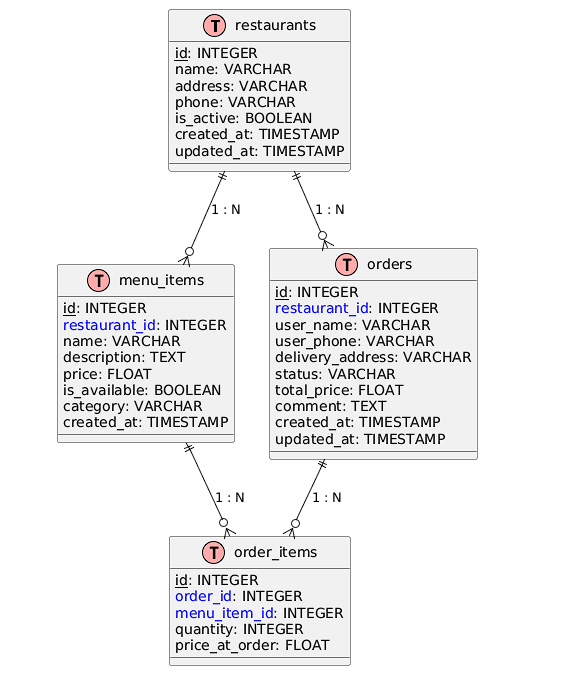 T restaurants
id: INTEGER
name: VARCHAR
address: VARCHAR
phone: VARCHAR
is_active: BOOLEAN
created_at: TIMESTAMP
updated_at: TIMESTAMP
1 : N
1 : N
T menu_items
id: INTEGER
restaurant_id: INTEGER
name: VARCHAR
description: TEXT
price: FLOAT
is_available: BOOLEAN
category: VARCHAR
created_at: TIMESTAMP
T orders
id: INTEGER
restaurant_id: INTEGER
user_name: VARCHAR
user_phone: VARCHAR
delivery_address: VARCHAR
status: VARCHAR
total_price: FLOAT
comment: TEXT
created_at: TIMESTAMP
updated_at: TIMESTAMP
1 : N
1 : N
T order_items
id: INTEGER
order_id: INTEGER
menu_item_id: INTEGER
quantity: INTEGER
price_at_order: FLOAT